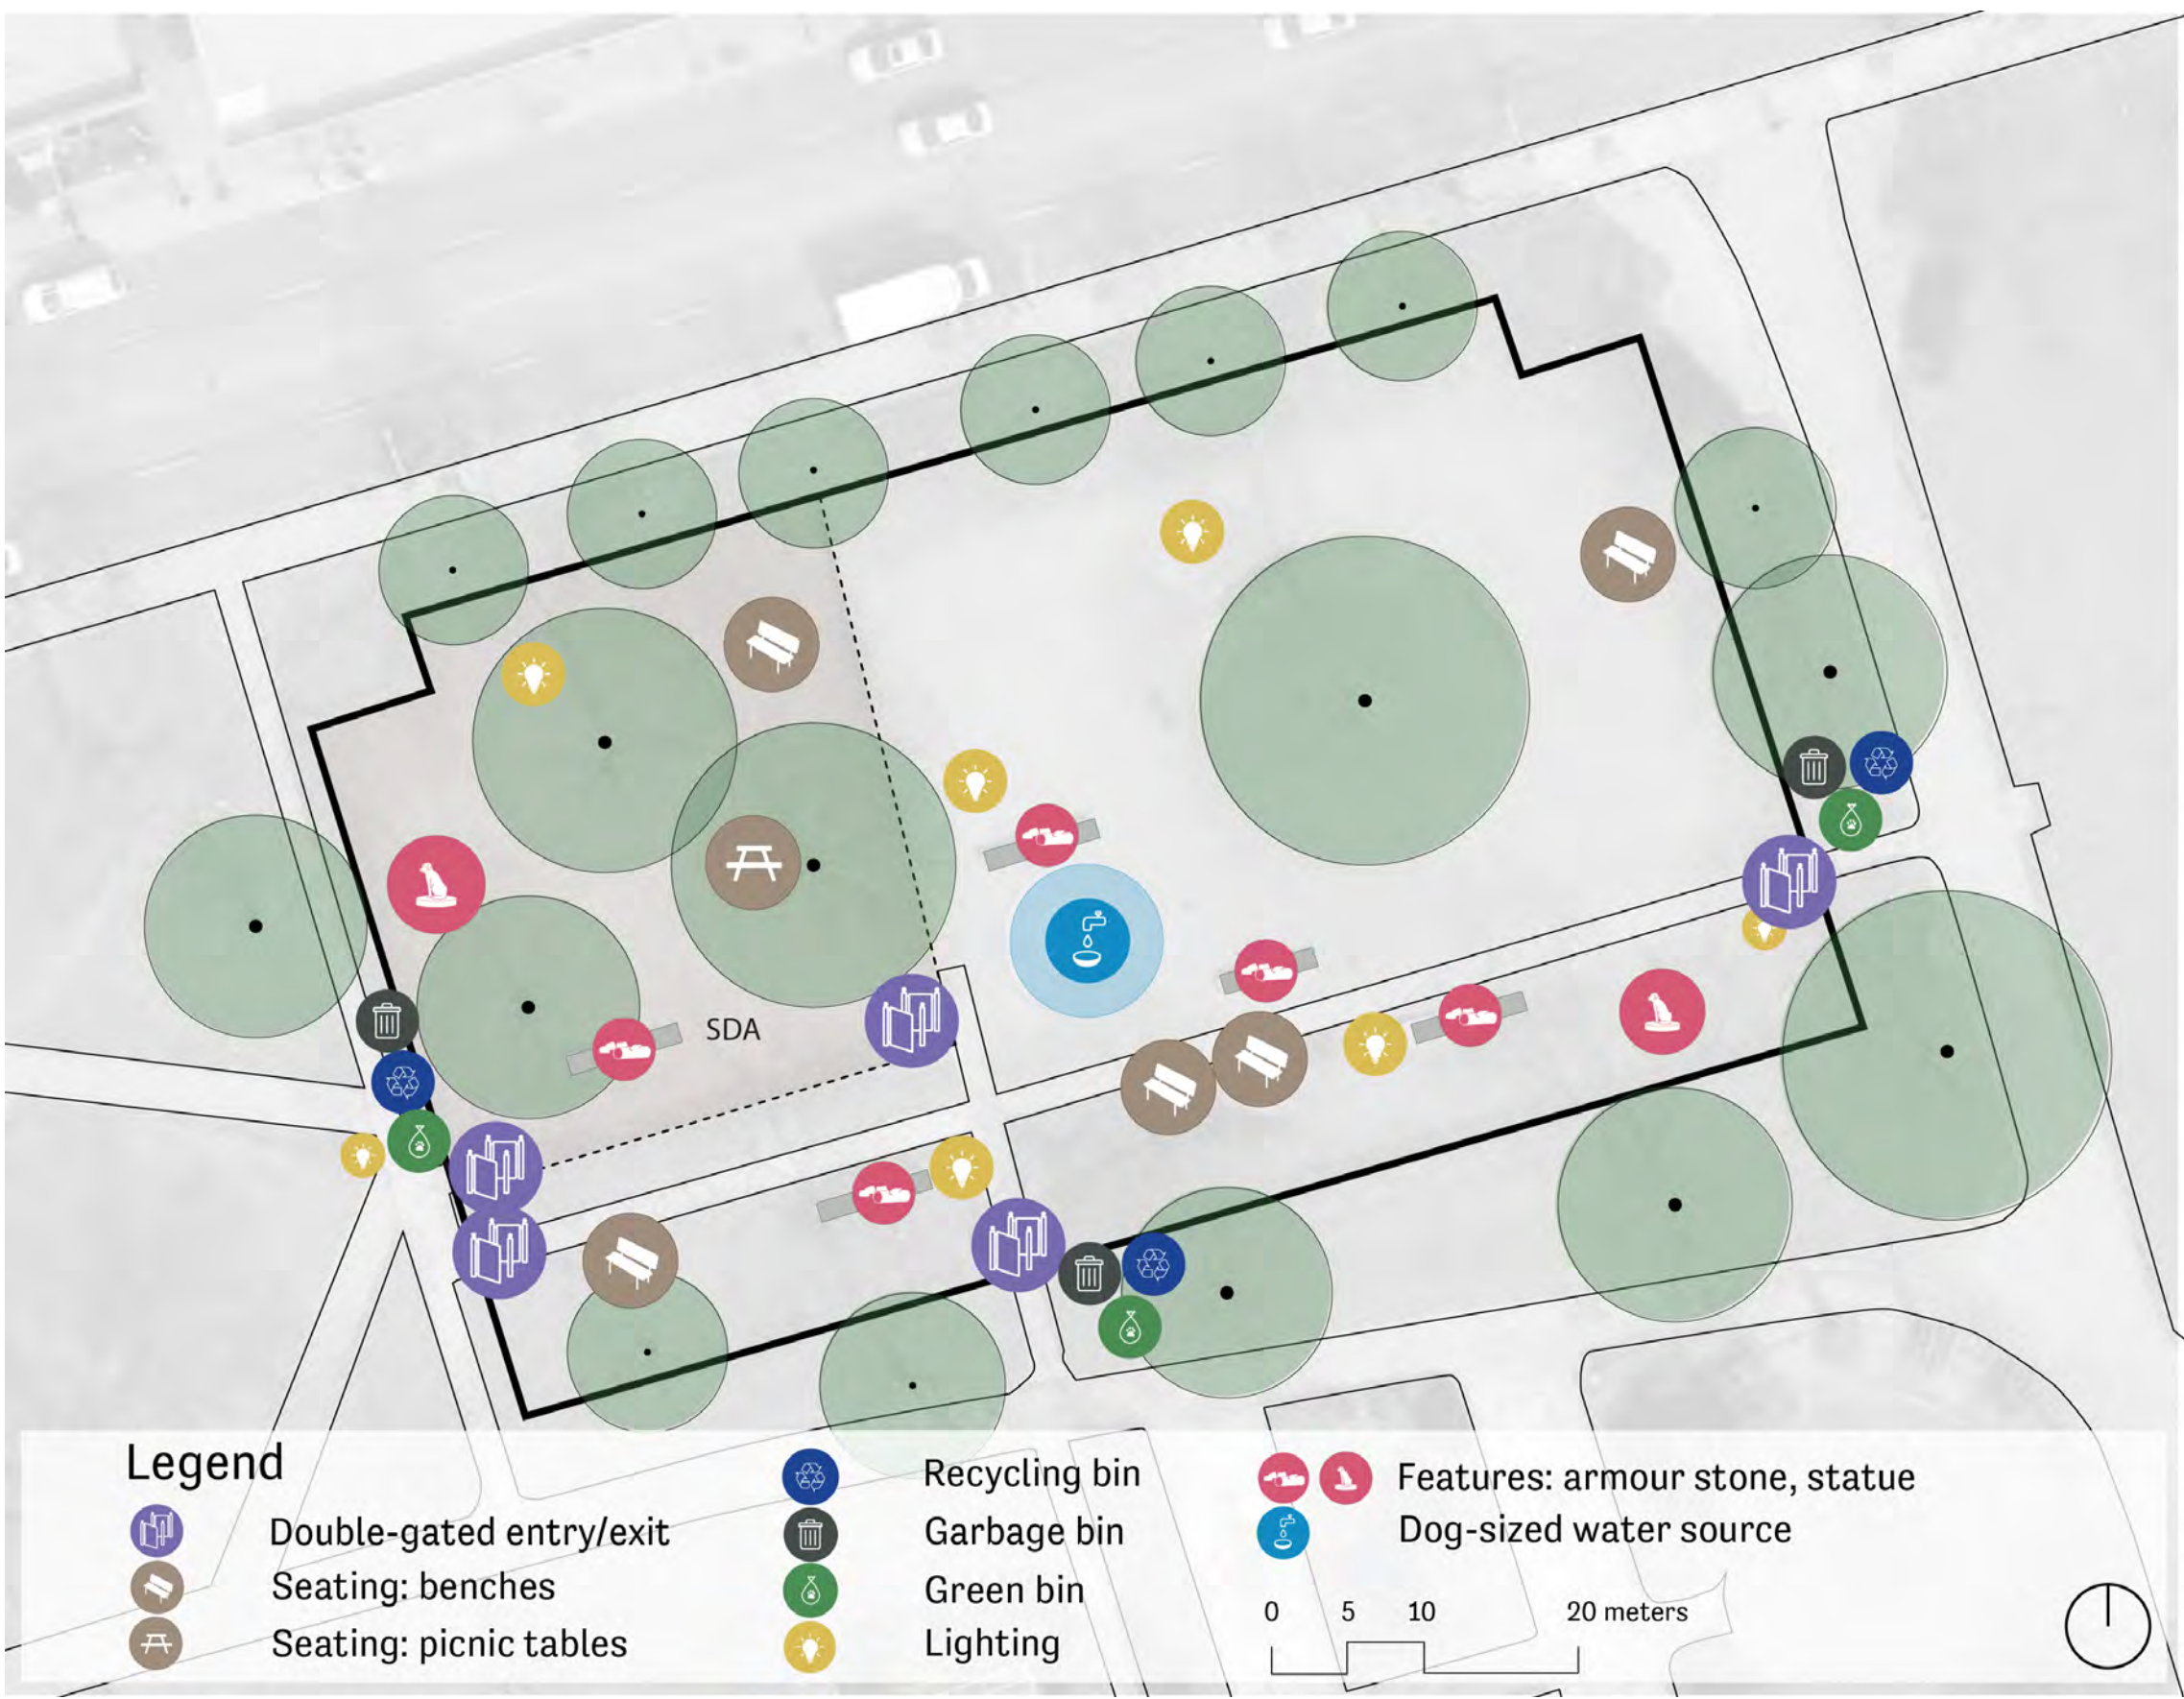 SDA
Legend
Double-gated entry/exit
Seating: benches
Seating: picnic tables
Recycling bin
Garbage bin
Green bin
Lighting
Features: armour stone, statue
Dog-sized water source
0 5 10 20 meters